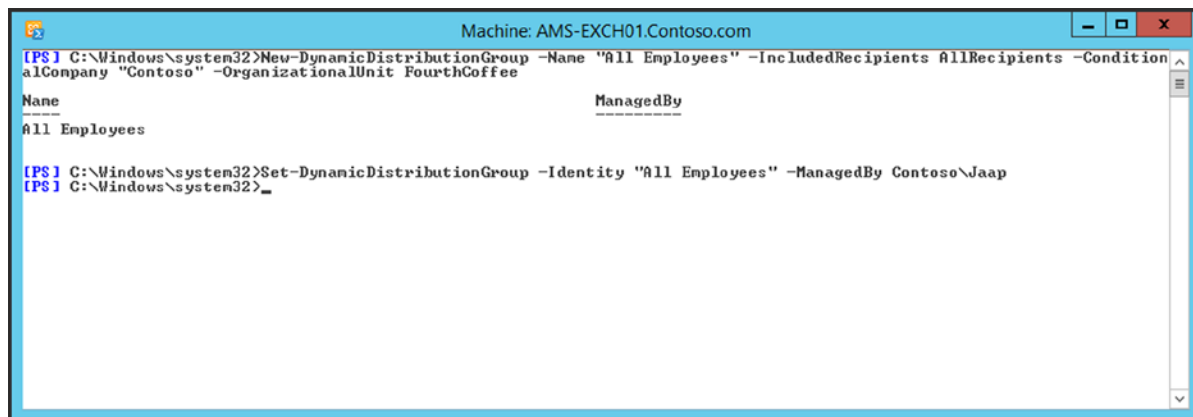 Machine: AMS-EXCH01.Contoso.com
[PS] C:\Windows\system32>New-DynamicDistributionGroup -Name "All Employees" -IncludedRecipients AllRecipients -Condition
alCompany "Contoso" -OrganizationalUnit FourthCoffee
Name ManagedBy
---- ---------
All Employees
[PS] C:\Windows\system32>Set-DynamicDistributionGroup -Identity "All Employees" -ManagedBy Contoso\Jaap
[PS] C:\Windows\system32>_